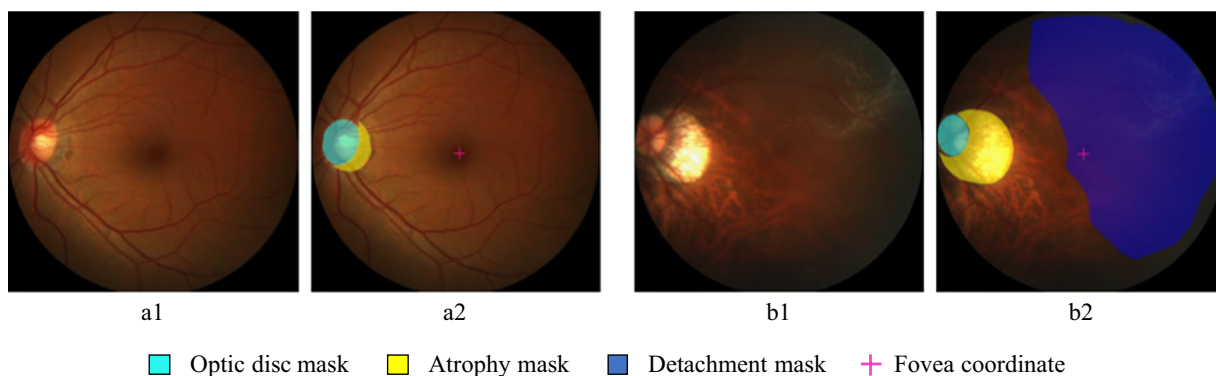 a1 a2 b1 b2
Optic disc mask Atrophy mask Detachment mask Fovea coordinate